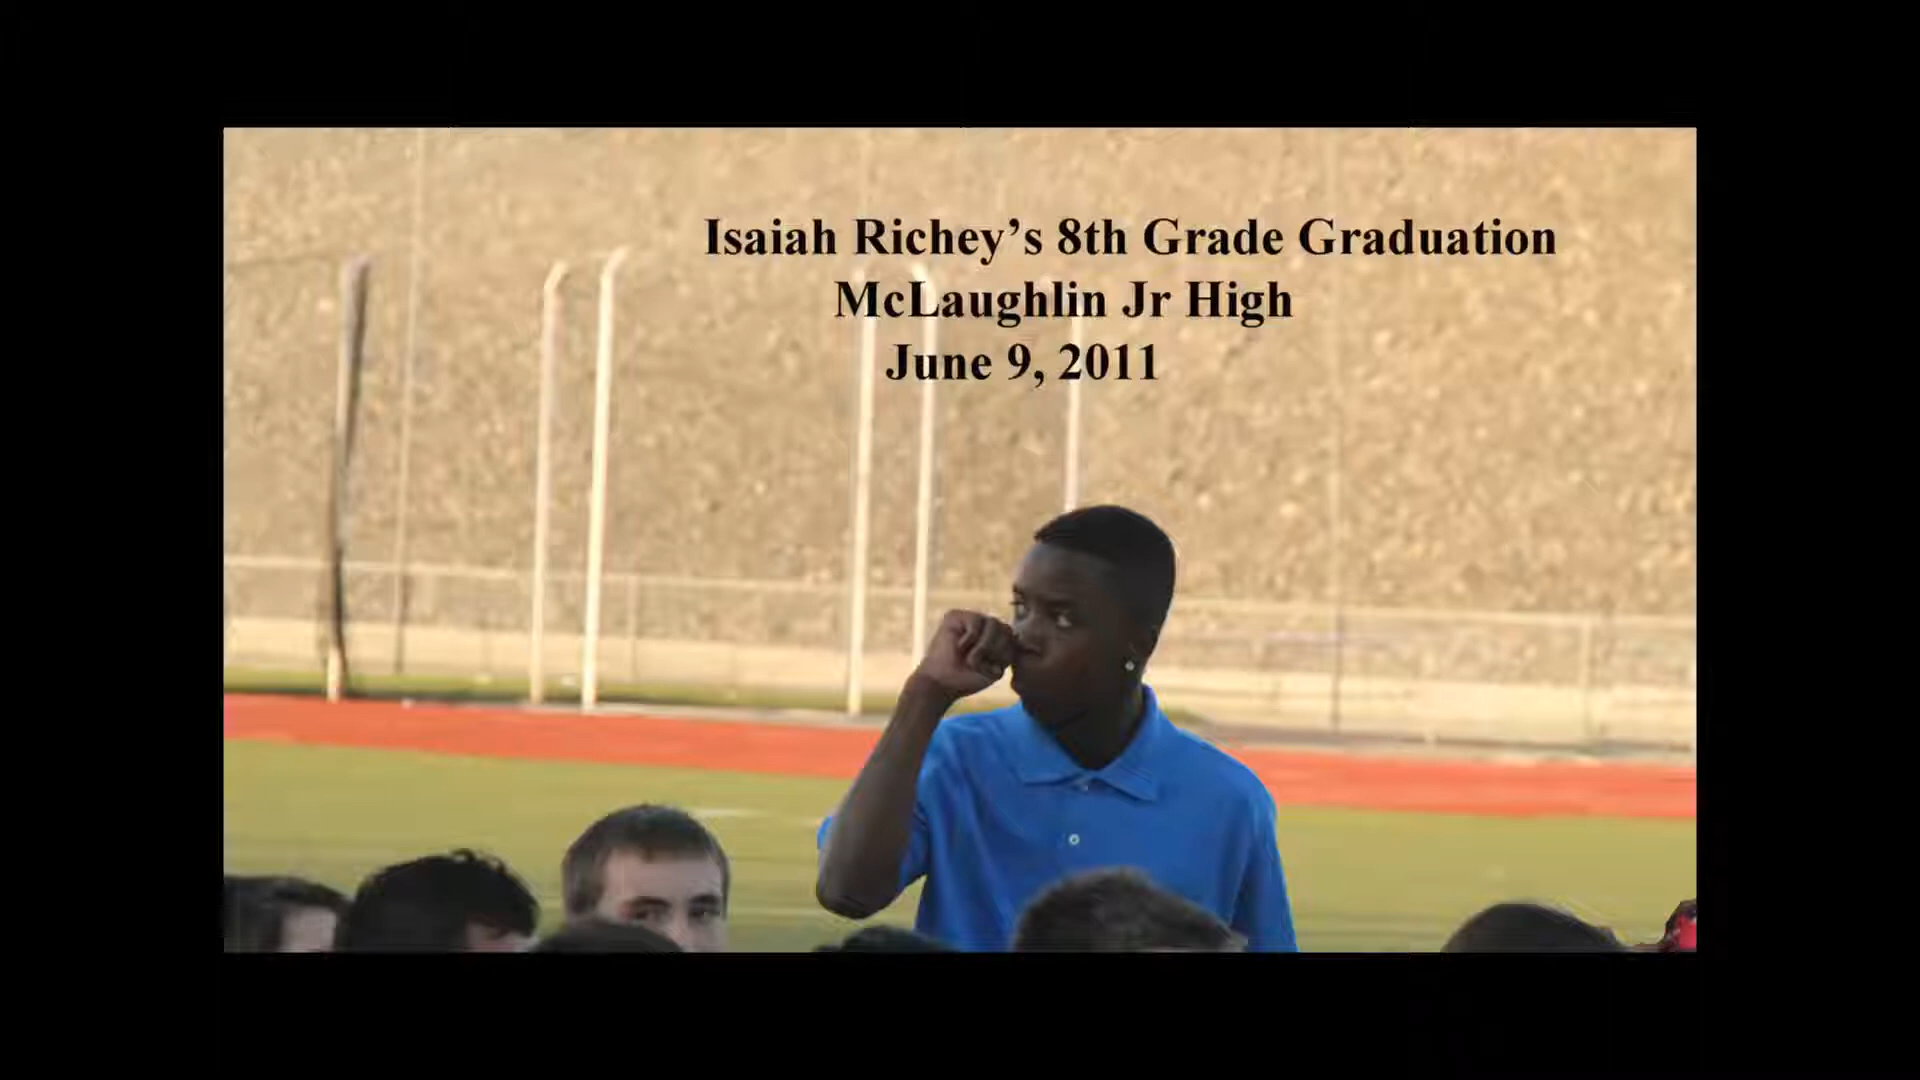 Isaiah Richey’s 8th Grade Graduation
McLaughlin Jr High
June 9, 2011